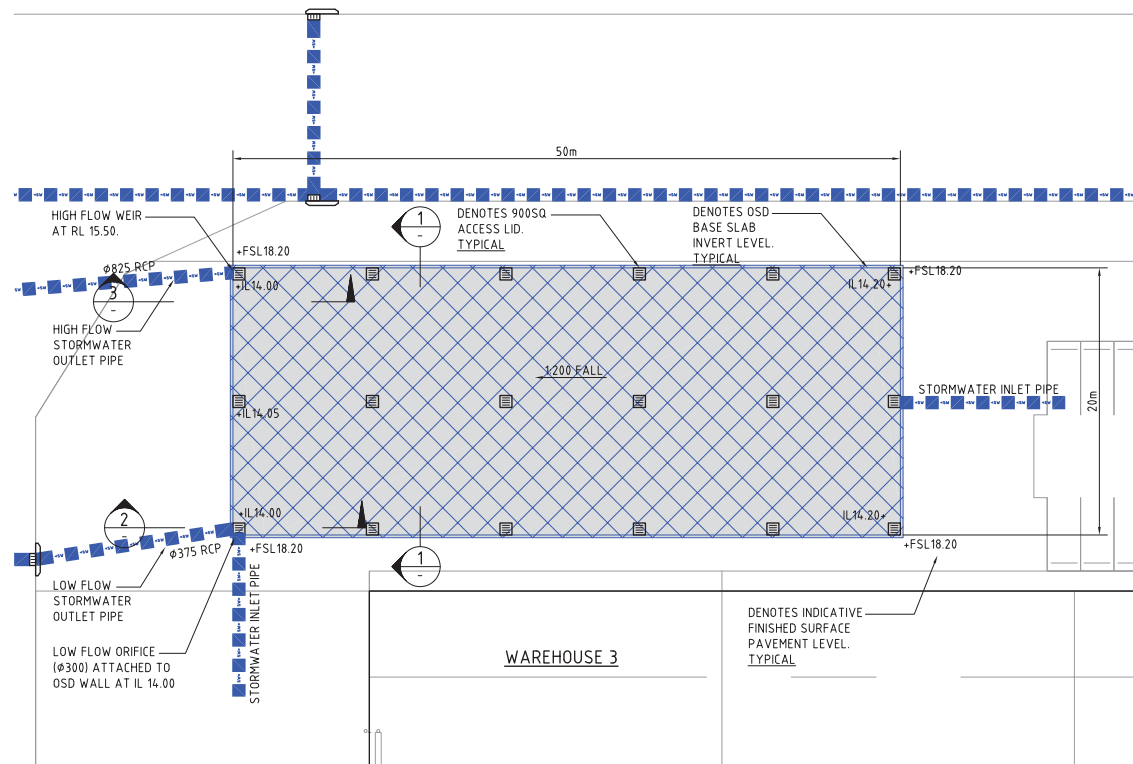 50m
HIGH FLOW WEIR
AT RL 15.50.
1
-
DENOTES 900SQ
ACCESS LID.
TYPICAL
DENOTES OSD
BASE SLAB
INVERT LEVEL.
TYPICAL
+FSL18.20
+FSL18.20
Φ825 RCP
+IL14.00
IL14.20+
3
-
HIGH FLOW
STORMWATER
OUTLET PIPE
1:200 FALL
STORMWATER INLET PIPE
20m
+IL14.05
+IL14.00
IL14.20+
2
-
Φ375 RCP
+FSL18.20
+FSL18.20
1
-
LOW FLOW
STORMWATER
OUTLET PIPE
STORMWATER INLET PIPE
DENOTES INDICATIVE
FINISHED SURFACE
PAVEMENT LEVEL.
TYPICAL
LOW FLOW ORIFICE
(Φ300) ATTACHED TO
OSD WALL AT IL 14.00
WAREHOUSE 3